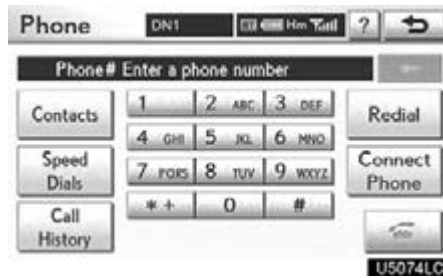 Phone DN1 Hm ?
Phone# Enter a phone number
Contacts
1
2 ABC
3 DEF
Redial
4 GHI
5 JKL
6 MNO
Speed
Dials
7 PQRS
8 TUV
9 WXYZ
Connect
Phone
* +
0
#
Call
History
U5074LC